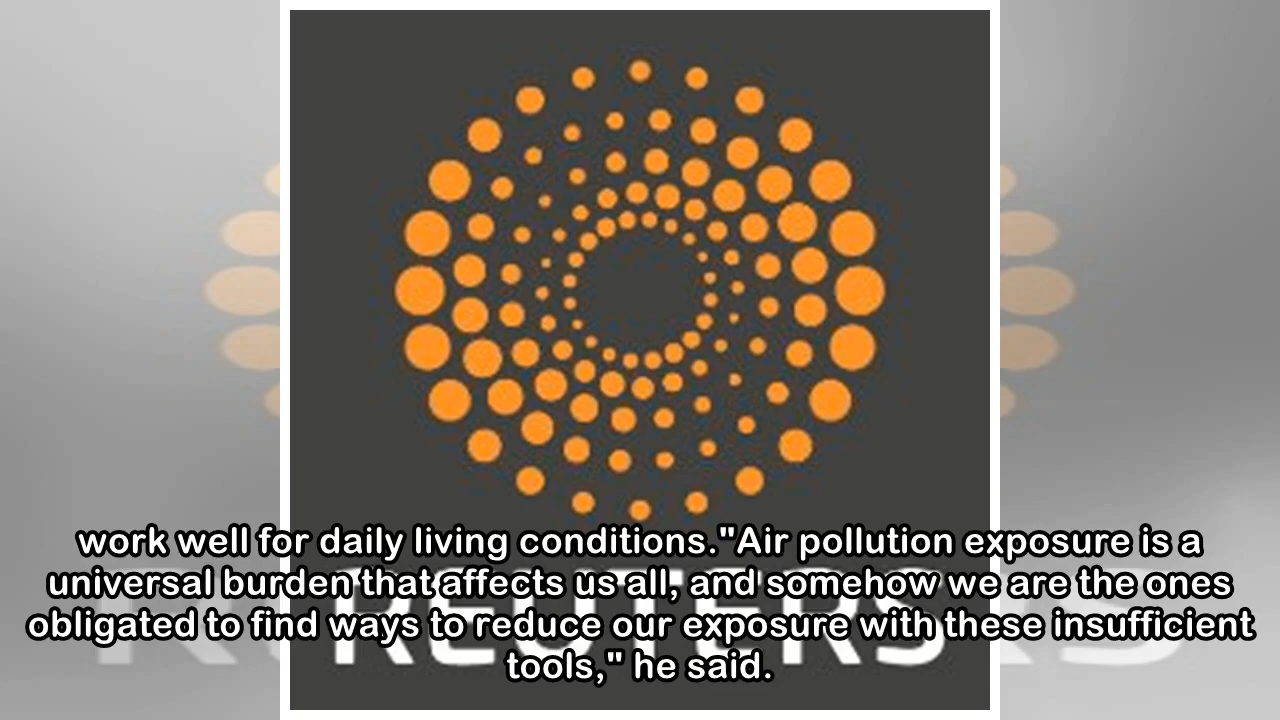 work well for daily living conditions."Air pollution exposure is a
universal burden that affects us all, and somehow we are the ones
obligated to find ways to reduce our exposure with these insufficient
tools," he said.
REUTERS